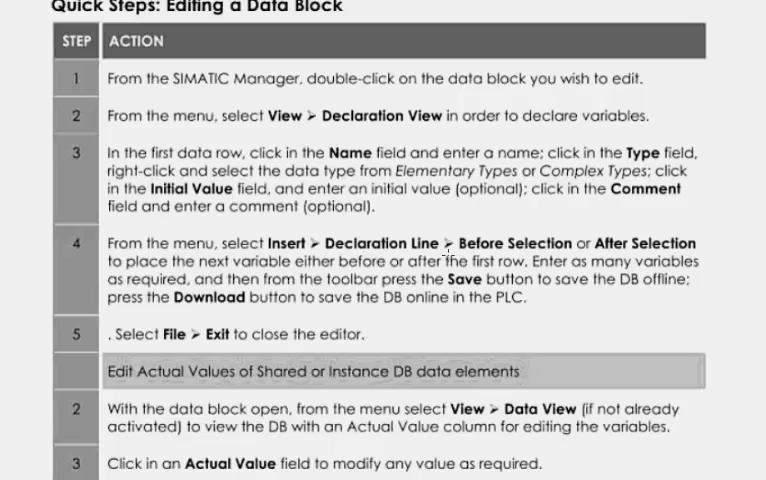 Quick Steps: Editing a Data Block
STEP ACTION
1 From the SIMATIC Manager, double-click on the data block you wish to edit.
2 From the menu, select View ➢ Declaration View in order to declare variables.
3 In the first data row, click in the Name field and enter a name; click in the Type field,
right-click and select the data type from Elementary Types or Complex Types; click
in the Initial Value field, and enter an initial value (optional); click in the Comment
field and enter a comment (optional).
4 From the menu, select Insert ➢ Declaration Line ➢ Before Selection or After Selection
to place the next variable either before or after the first row. Enter as many variables
as required, and then from the toolbar press the Save button to save the DB offline;
press the Download button to save the DB online in the PLC.
5 . Select File ➢ Exit to close the editor.
Edit Actual Values of Shared or Instance DB data elements
2 With the data block open, from the menu select View ➢ Data View (if not already
activated) to view the DB with an Actual Value column for editing the variables.
3 Click in an Actual Value field to modify any value as required.